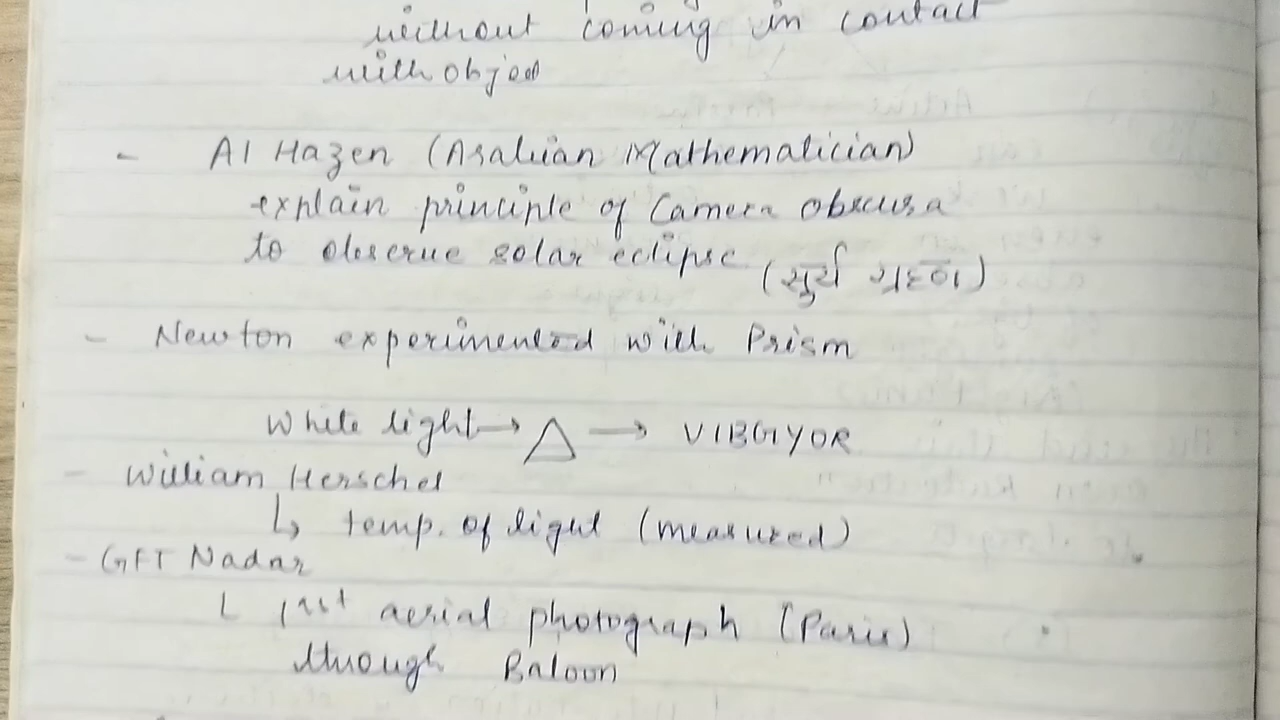 without coming in contact
with object
- Al Hazen (Arabian Mathematician)
explain principle of Camera obscura
to observe solar eclipse (सुर्य ग्रहण)
- Newton experimented with Prism
White light → △ → VIBGYOR
- William Herschel
↳ temp. of light (measured)
- GFT Nadar
L 1st aerial photograph (Paris)
through Baloon